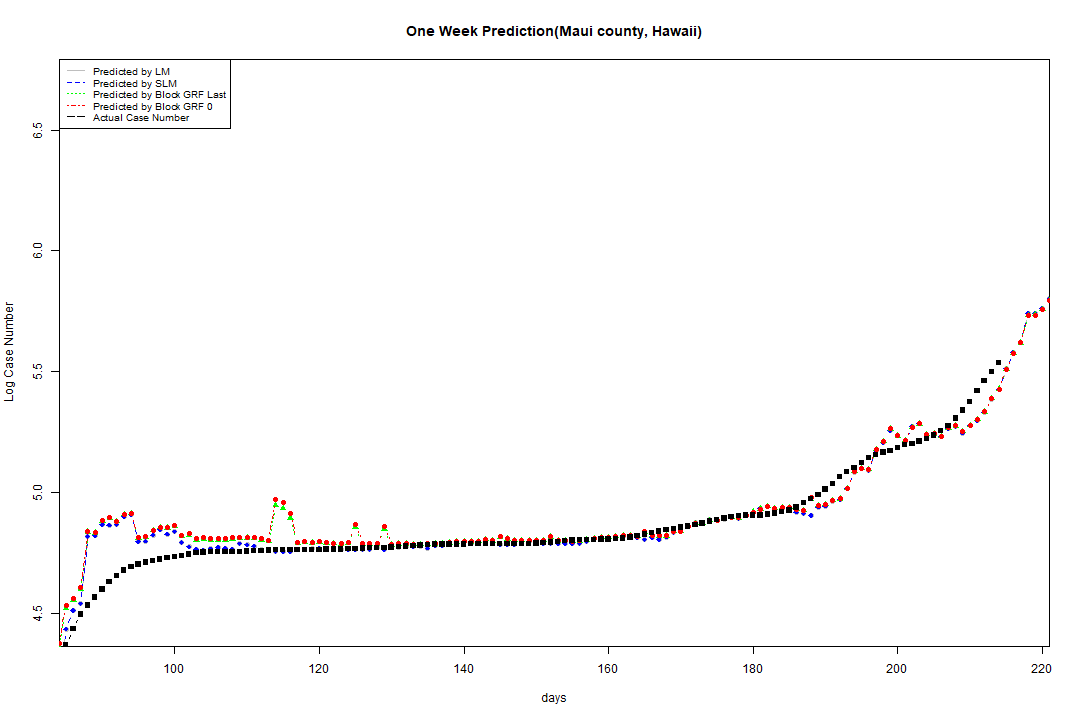 One Week Prediction(Maui county, Hawaii)
Predicted by LM
Predicted by SLM
Predicted by Block GRF Last
Predicted by Block GRF 0
Actual Case Number
Log Case Number
6.5
6.0
5.5
5.0
4.5
100 120 140 160 180 200 220
days